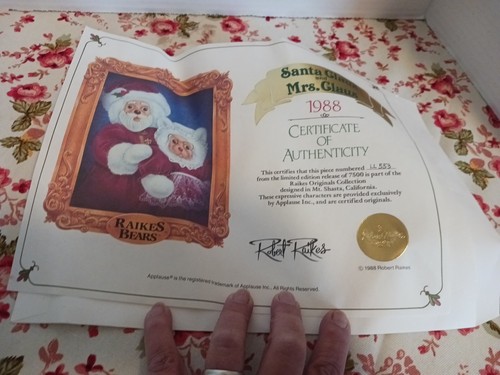 Santa Claus
and
Mrs. Claus
1988
CERTIFICATE
OF
AUTHENTICITY
This certifies that this piece numbered
from the limited edition release of 7500 is part of the
Raikes Originals Collection
designed in Mt. Shasta, California.
These expressive characters are provided exclusively
by Applause Inc., and are certified originals.
RAIKES
BEARS
Robert Raikes
© 1988 Robert Raikes
Applause® is the registered trademark of Applause Inc. All Rights Reserved.